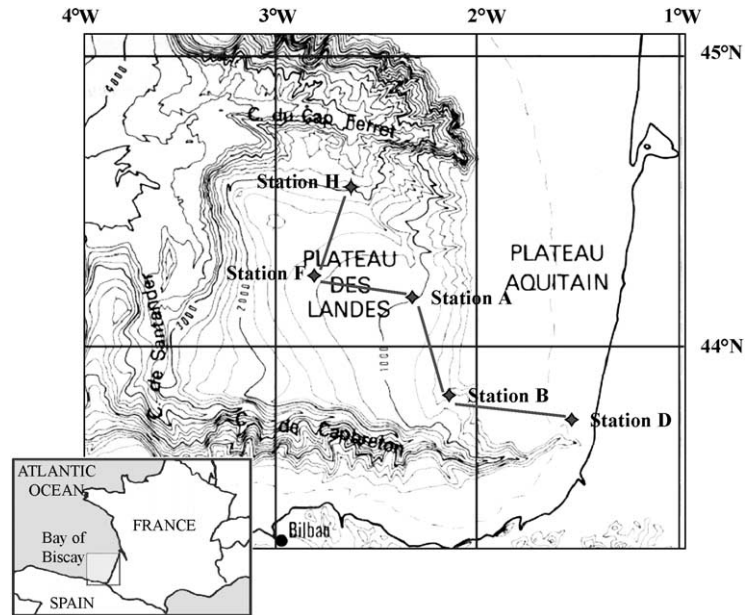 4°W 3°W 2°W 1°W
45°N
4000
C. du Cap Ferret
Station H
Station F
PLATEAU
DES
LANDES
PLATEAU
AQUITAIN
Station A
2000
1000
C. de Santander
44°N
Station B
Station D
C. de Capbreton
ATLANTIC
OCEAN
FRANCE
Bay of
Biscay
SPAIN
Bilbao